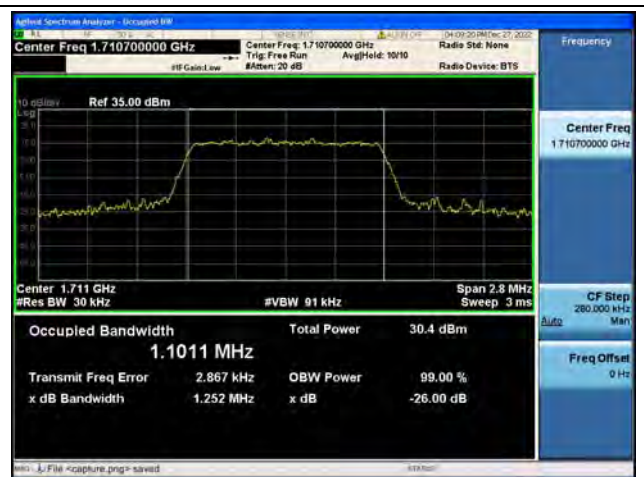 Agilent Spectrum Analyzer - Occupied BW
04:09:20 PM Dec 27, 2022
Center Freq 1.710700000 GHz
Center Freq: 1.710700000 GHz
Radio Std: None
Frequency
Trig: Free Run
Avg|Hold: 10/10
#IFGain:Low
#Atten: 20 dB
Radio Device: BTS
10 dB/div
Ref 35.00 dBm
Log
Center Freq
1.710700000 GHz
Center 1.711 GHz
Span 2.8 MHz
#Res BW 30 kHz
#VBW 91 kHz
Sweep 3 ms
CF Step
280.000 kHz
Auto
Man
Occupied Bandwidth
Total Power
30.4 dBm
1.1011 MHz
Freq Offset
0 Hz
Transmit Freq Error
2.867 kHz
OBW Power
99.00 %
x dB Bandwidth
1.252 MHz
x dB
-26.00 dB
MSG
File <capture.png> saved
STATUS